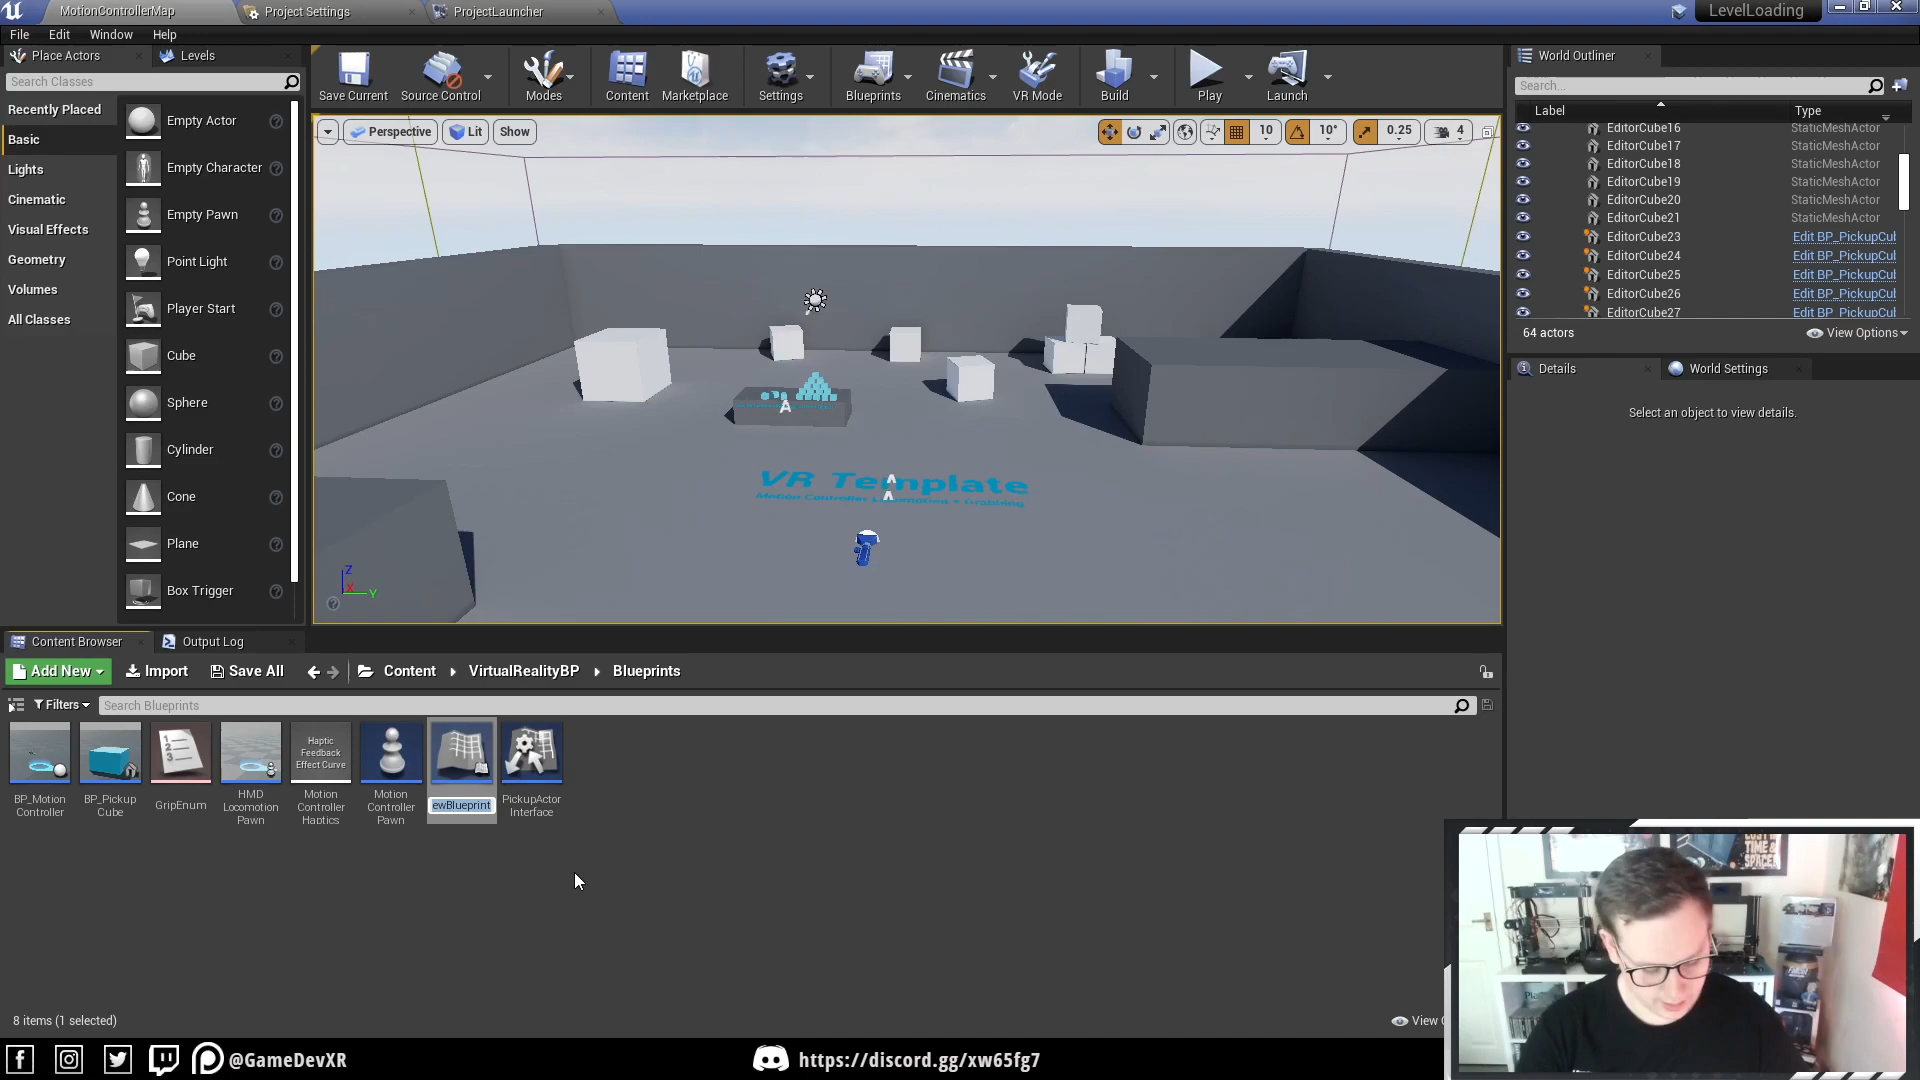 MotionControllerMap
Project Settings
ProjectLauncher
LevelLoading
File Edit Window Help
Place Actors
Levels
Search Classes
Recently Placed
Basic
Lights
Cinematic
Visual Effects
Geometry
Volumes
All Classes
Empty Actor
Empty Character
Empty Pawn
Point Light
Player Start
Cube
Sphere
Cylinder
Cone
Plane
Box Trigger
Save Current
Source Control
Modes
Content
Marketplace
Settings
Blueprints
Cinematics
VR Mode
Build
Play
Launch
Perspective
Lit
Show
10
10°
0.25
4
VR Template
Motion Controller Locomotion + Grabbing
Z
X
Y
World Outliner
Search...
Label
Type
EditorCube16 StaticMeshActor
EditorCube17 StaticMeshActor
EditorCube18 StaticMeshActor
EditorCube19 StaticMeshActor
EditorCube20 StaticMeshActor
EditorCube21 StaticMeshActor
EditorCube23 Edit BP_PickupCul
EditorCube24 Edit BP_PickupCul
EditorCube25 Edit BP_PickupCul
EditorCube26 Edit BP_PickupCul
EditorCube27 Edit BP_PickupCul
64 actors
View Options
Details
World Settings
Select an object to view details.
Content Browser
Output Log
Add New
Import
Save All
Content
VirtualRealityBP
Blueprints
Filters
Search Blueprints
BP_Motion
Controller
BP_Pickup
Cube
GripEnum
HMD
Locomotion
Pawn
Haptic
Feedback
Effect Curve
Motion
Controller
Haptics
Motion
Controller
Pawn
ewBlueprint
PickupActor
Interface
8 items (1 selected)
View
@GameDevXR
https://discord.gg/xw65fg7